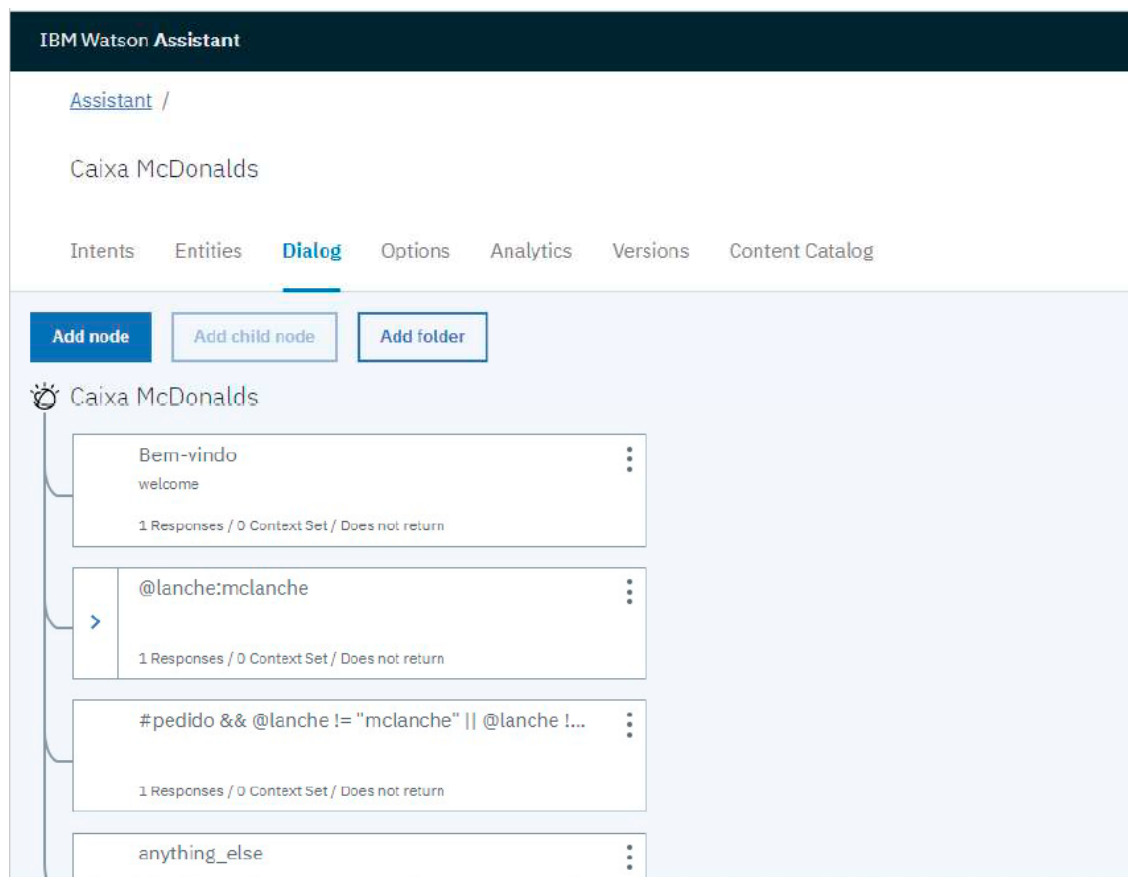 IBM Watson Assistant
Assistant /
Caixa McDonalds
Intents Entities Dialog Options Analytics Versions Content Catalog
Add node Add child node Add folder
Caixa McDonalds
Bem-vindo
welcome
1 Responses / 0 Context Set / Does not return
@lanche:mclanche
1 Responses / 0 Context Set / Does not return
#pedido && @lanche != "mclanche" || @lanche !...
1 Responses / 0 Context Set / Does not return
anything_else